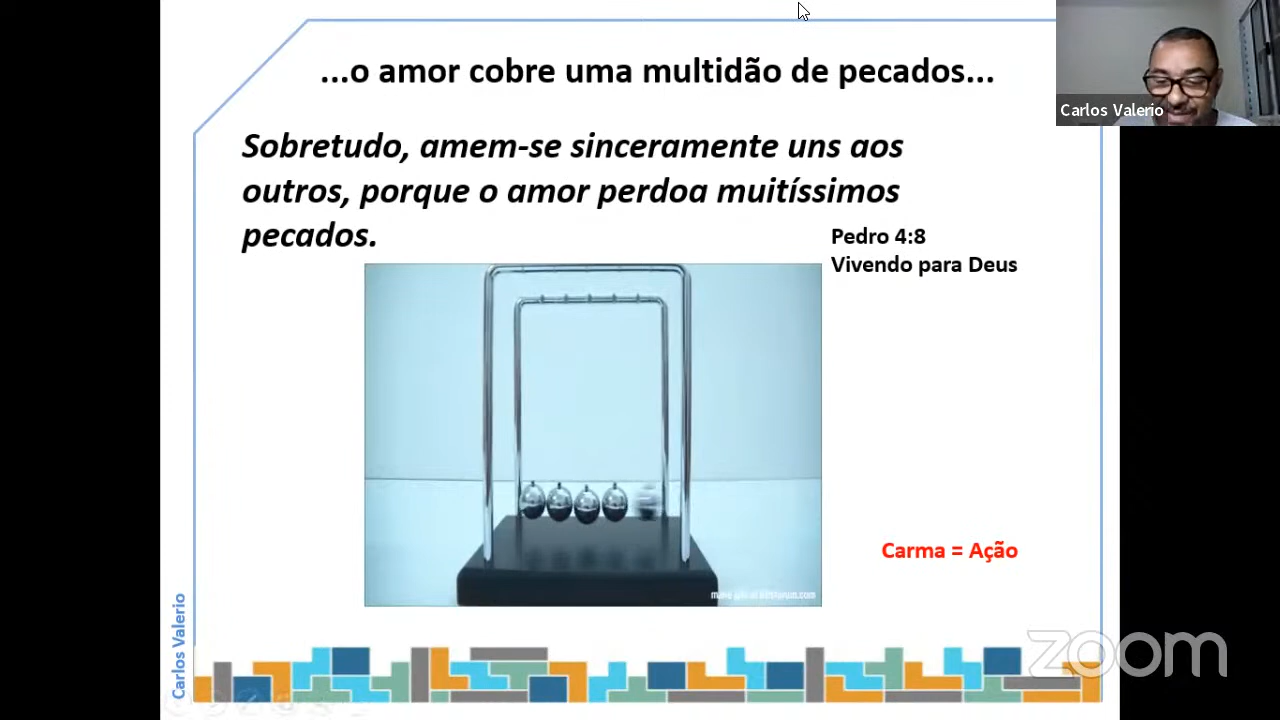 ...o amor cobre uma multidão de pecados...
Carlos Valerio
Sobretudo, amem-se sinceramente uns aos
outros, porque o amor perdoa muitíssimos
pecados.
Pedro 4:8
Vivendo para Deus
Carma = Ação
Carlos Valerio
zoom